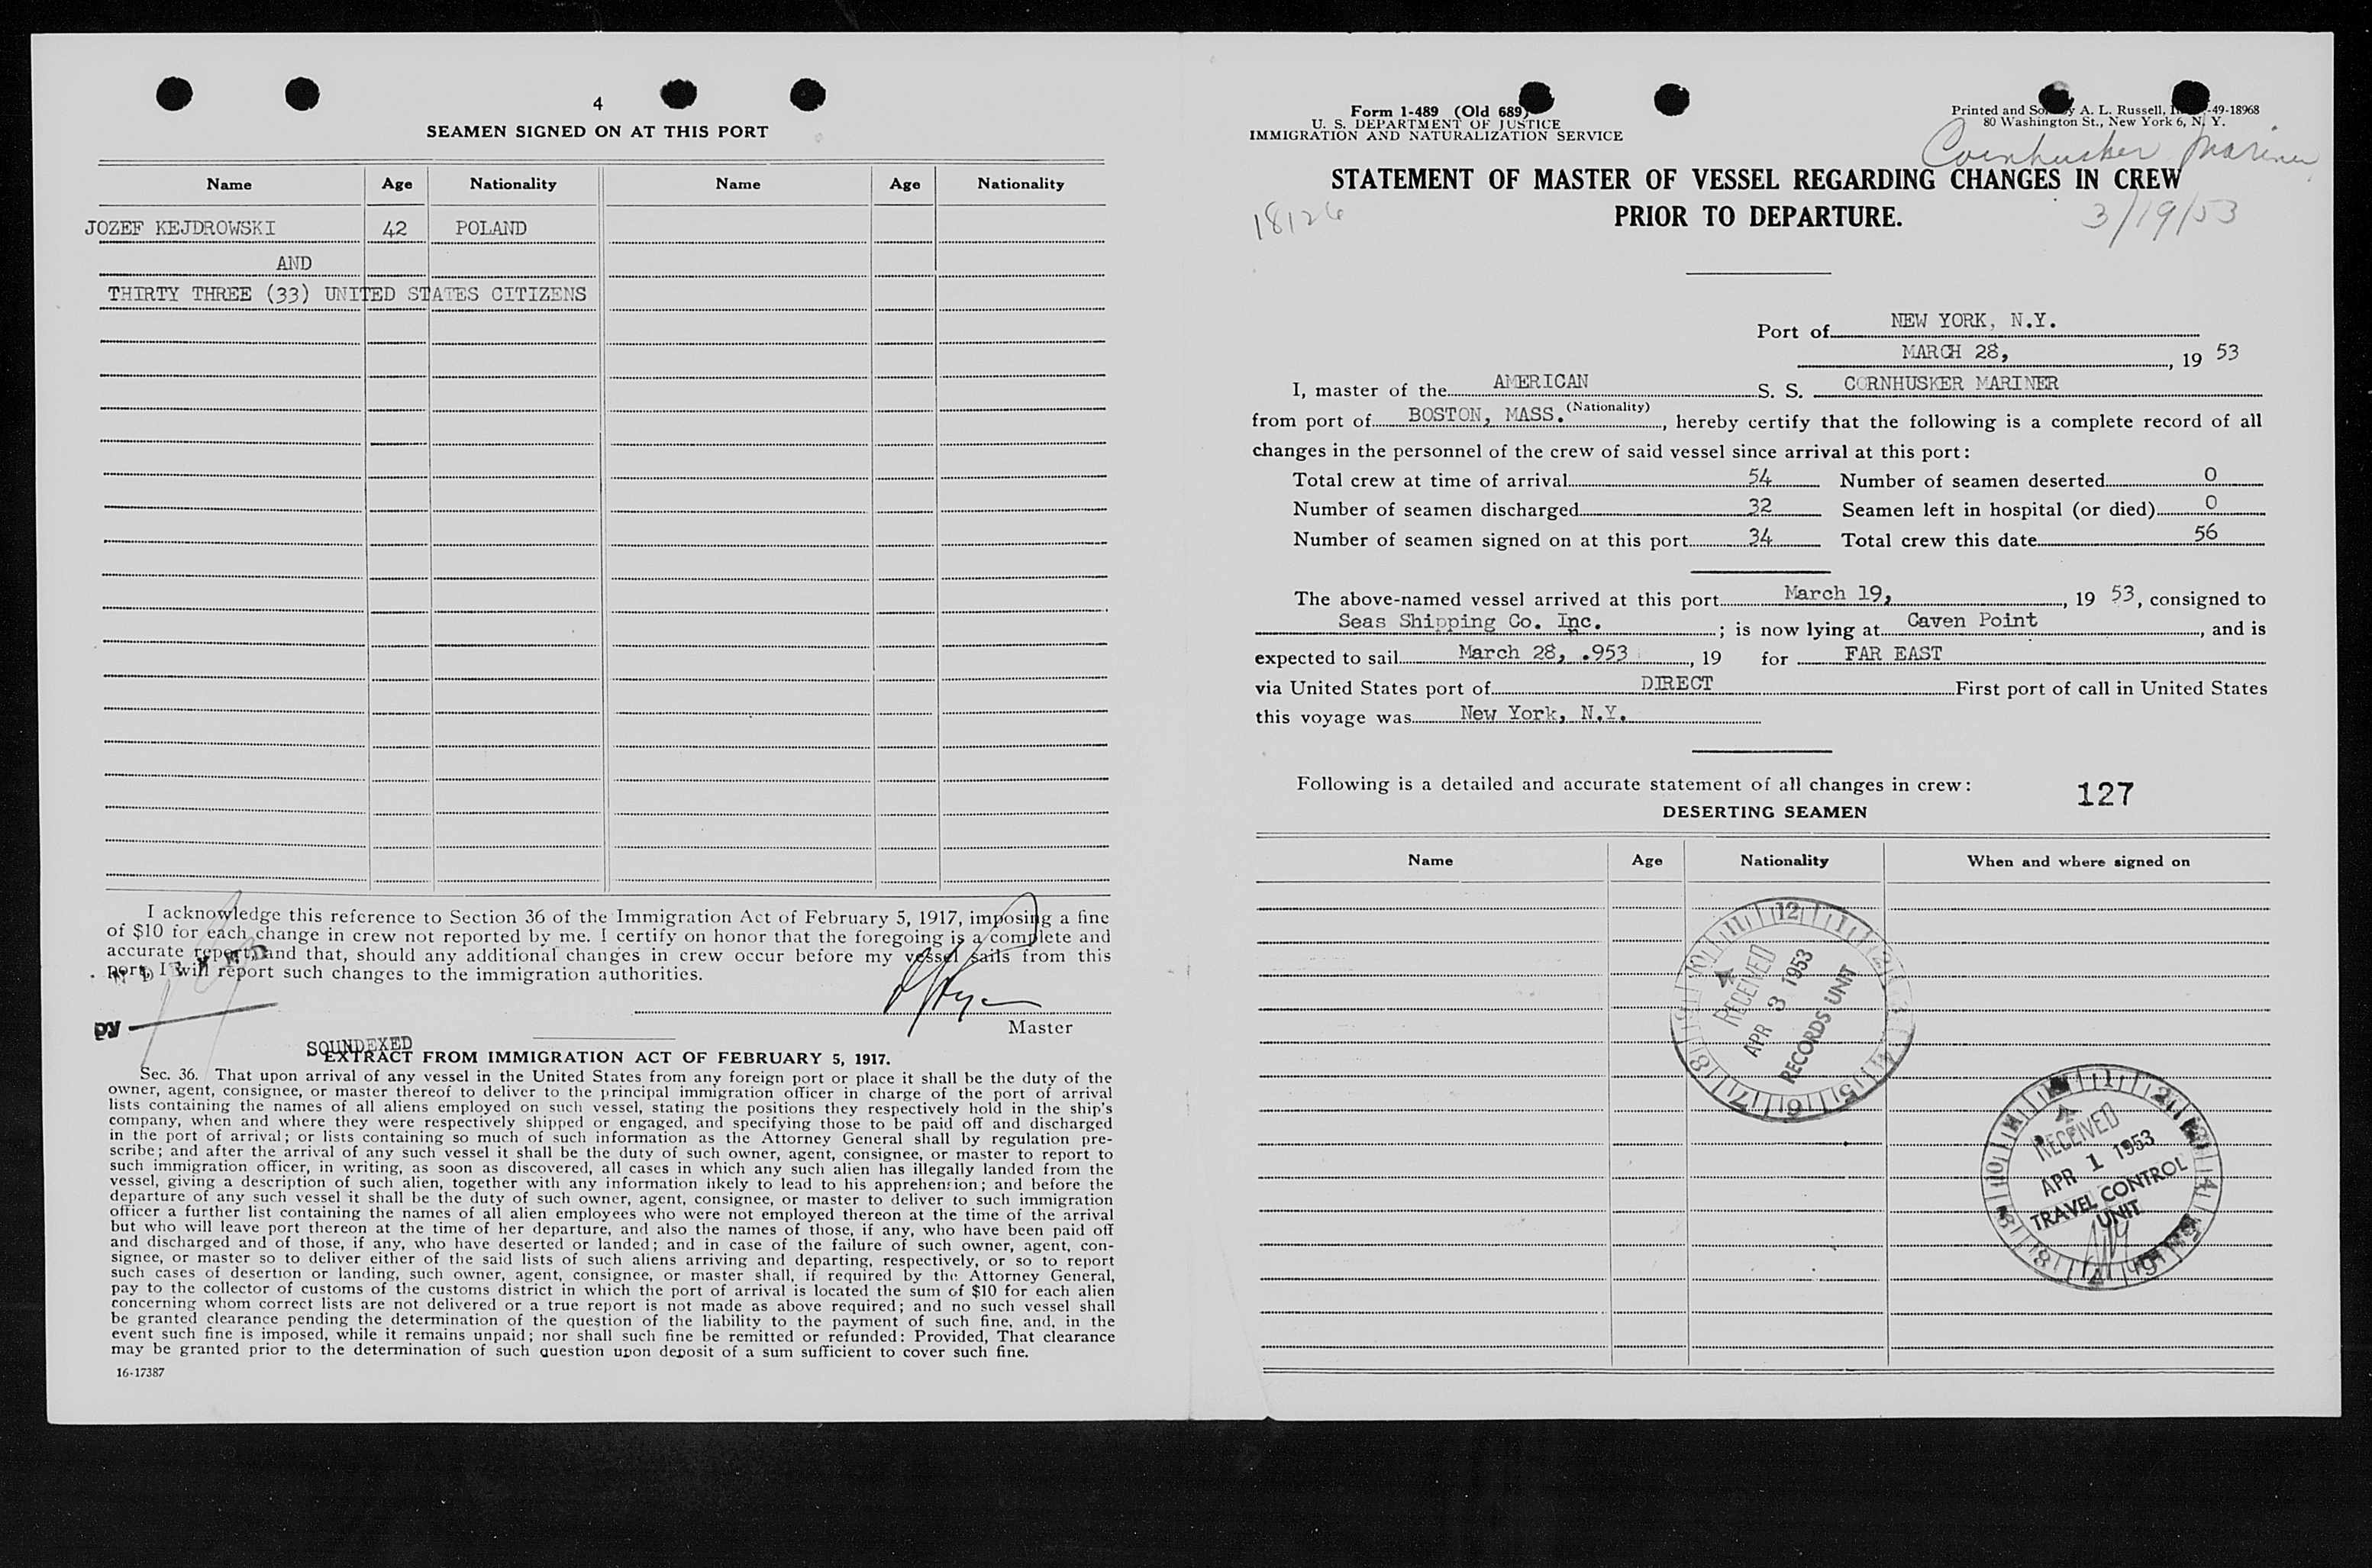 4
SEAMEN SIGNED ON AT THIS PORT
Name Age Nationality Name Age Nationality
JOZEF KEJDROWSKI 42 POLAND
AND
THIRTY THREE (33) UNITED STATES CITIZENS
I acknowledge this reference to Section 36 of the Immigration Act of February 5, 1917, imposing a fine
of $10 for each change in crew not reported by me. I certify on honor that the foregoing is a complete and
accurate report, and that, should any additional changes in crew occur before my vessel sails from this
port, I will report such changes to the immigration authorities.
Master
SOUNDEXED
EXTRACT FROM IMMIGRATION ACT OF FEBRUARY 5, 1917.
Sec. 36. That upon arrival of any vessel in the United States from any foreign port or place it shall be the duty of the
owner, agent, consignee, or master thereof to deliver to the principal immigration officer in charge of the port of arrival
lists containing the names of all aliens employed on such vessel, stating the positions they respectively hold in the ship's
company, when and where they were respectively shipped or engaged, and specifying those to be paid off and discharged
in the port of arrival; or lists containing so much of such information as the Attorney General shall by regulation pre-
scribe; and after the arrival of any such vessel it shall be the duty of such owner, agent, consignee, or master to report to
such immigration officer, in writing, as soon as discovered, all cases in which any such alien has illegally landed from the
vessel, giving a description of such alien, together with any information likely to lead to his apprehension; and before the
departure of any such vessel it shall be the duty of such owner, agent, consignee, or master to deliver to such immigration
officer a further list containing the names of all alien employees who were not employed thereon at the time of the arrival
but who will leave port thereon at the time of her departure, and also the names of those, if any, who have been paid off
and discharged and of those, if any, who have deserted or landed; and in case of the failure of such owner, agent, con-
signee, or master so to deliver either of the said lists of such aliens arriving and departing, respectively, or so to report
such cases of desertion or landing, such owner, agent, consignee, or master shall, if required by the Attorney General,
pay to the collector of customs of the customs district in which the port of arrival is located the sum of $10 for each alien
concerning whom correct lists are not delivered or a true report is not made as above required; and no such vessel shall
be granted clearance pending the determination of the question of the liability to the payment of such fine, and, in the
event such fine is imposed, while it remains unpaid; nor shall such fine be remitted or refunded: Provided, That clearance
may be granted prior to the determination of such question upon deposit of a sum sufficient to cover such fine.
16-17387
Form 1-489 (Old 689)
U. S. DEPARTMENT OF JUSTICE
IMMIGRATION AND NATURALIZATION SERVICE
Printed and Sold by A. L. Russell, -49-18968
80 Washington St., New York 6, N. Y.
Cornhusker Mariner
STATEMENT OF MASTER OF VESSEL REGARDING CHANGES IN CREW
PRIOR TO DEPARTURE.
18126
3/19/53
Port of NEW YORK, N.Y.
MARCH 28, , 19 53
I, master of the AMERICAN S. S. CORNHUSKER MARINER
(Nationality)
from port of BOSTON, MASS. , hereby certify that the following is a complete record of all
changes in the personnel of the crew of said vessel since arrival at this port:
Total crew at time of arrival 54 Number of seamen deserted 0
Number of seamen discharged 32 Seamen left in hospital (or died) 0
Number of seamen signed on at this port 34 Total crew this date 56
The above-named vessel arrived at this port March 19, , 19 53, consigned to
Seas Shipping Co. Inc. ; is now lying at Caven Point , and is
expected to sail March 28, .953 , 19 for FAR EAST
via United States port of DIRECT First port of call in United States
this voyage was New York, N.Y.
Following is a detailed and accurate statement of all changes in crew:
127
DESERTING SEAMEN
Name Age Nationality When and where signed on
RECEIVED
APR 3 1953
RECORDS UNIT
RECEIVED
APR 1 1953
TRAVEL CONTROL
UNIT